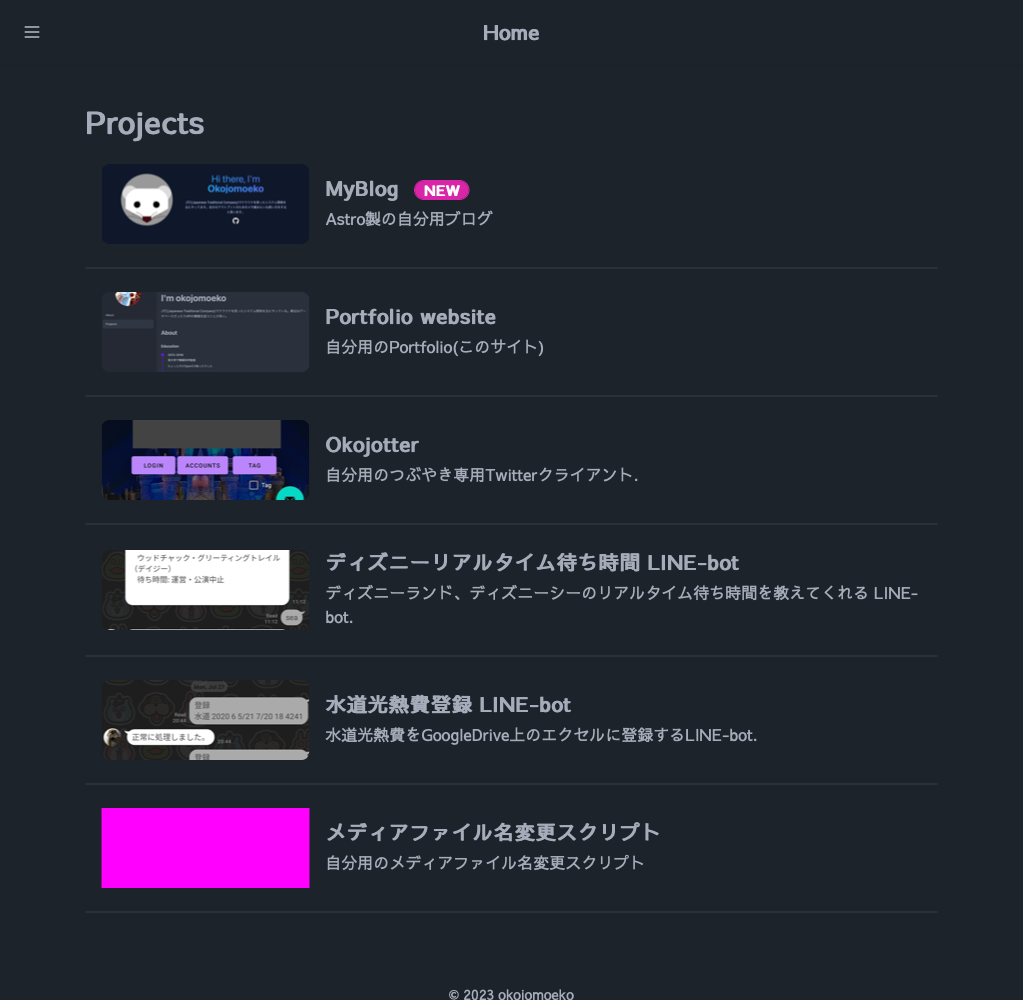 Home
Projects
Hi there, I'm
Okojomoeko
MyBlog NEW
Astro製の自分用ブログ
I'm okojomoeko
About
Projects
About
Education
Portfolio website
自分用のPortfolio(このサイト)
LOGIN ACCOUNTS TAG
Tag
Okojotter
自分用のつぶやき専用Twitterクライアント.
ウッドチャック・グリーティングトレイル
(デイジー)
待ち時間: 運営・公演中止
11:12
Read
11:12
sea
ディズニーリアルタイム待ち時間 LINE-bot
ディズニーランド、ディズニーシーのリアルタイム待ち時間を教えてくれる LINE-
bot.
登録
水道 2020 6 5/21 7/20 18 4241
Read
20:44
正常に処理しました。
20:44
登録
水道光熱費登録 LINE-bot
水道光熱費をGoogleDrive上のエクセルに登録するLINE-bot.
メディアファイル名変更スクリプト
自分用のメディアファイル名変更スクリプト
© 2023 okojomoeko